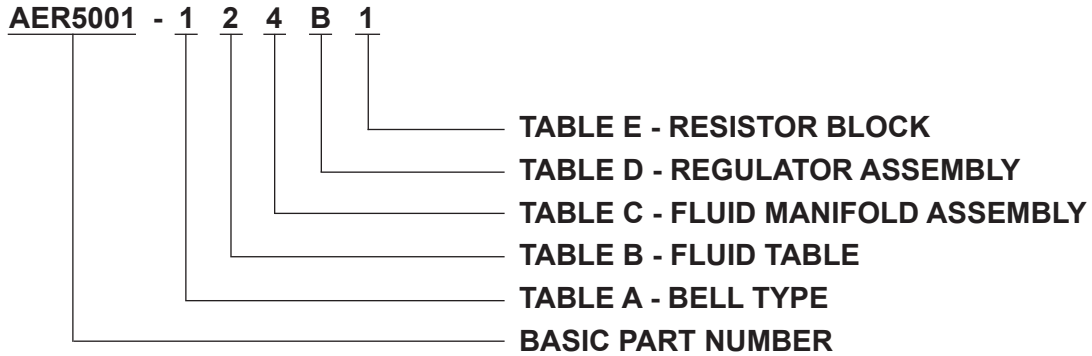 AER5001 - 1 2 4 B 1
TABLE E - RESISTOR BLOCK
TABLE D - REGULATOR ASSEMBLY
TABLE C - FLUID MANIFOLD ASSEMBLY
TABLE B - FLUID TABLE
TABLE A - BELL TYPE
BASIC PART NUMBER